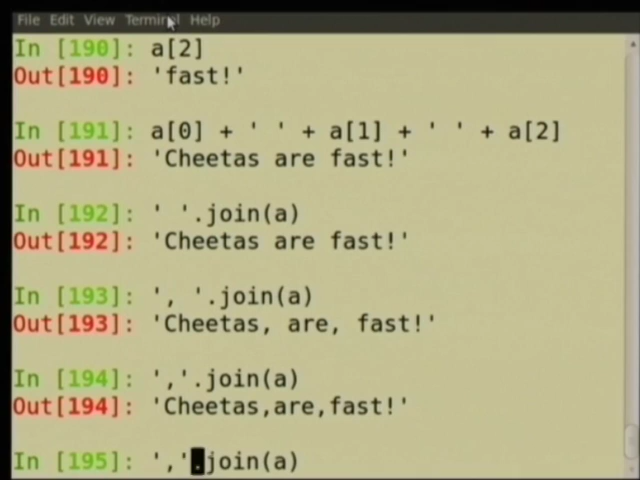 File Edit View Terminal Help
In [190]: a[2]
Out[190]: 'fast!'
In [191]: a[0] + ' ' + a[1] + ' ' + a[2]
Out[191]: 'Cheetas are fast!'
In [192]: ' '.join(a)
Out[192]: 'Cheetas are fast!'
In [193]: ', '.join(a)
Out[193]: 'Cheetas, are, fast!'
In [194]: ','.join(a)
Out[194]: 'Cheetas,are,fast!'
In [195]: ','.join(a)